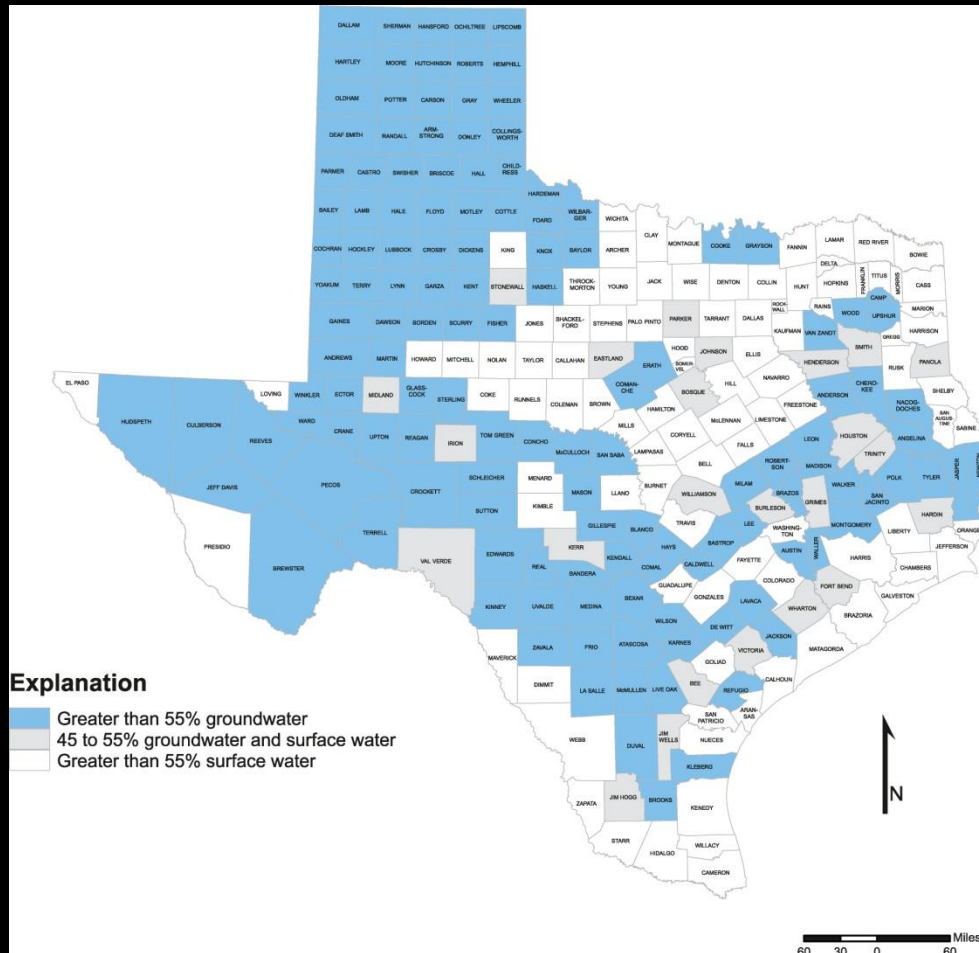 DALLAM SHERMAN HANSFORD OCHILTREE LIPSCOMB
HARTLEY MOORE HUTCHINSON ROBERTS HEMPHILL
OLDHAM POTTER CARSON GRAY WHEELER
DEAF SMITH RANDALL ARM-
STRONG DONLEY COLLINGS-
WORTH
PARMER CASTRO SWISHER BRISCOE HALL CHILD-
RESS
HARDEMAN
BAILEY LAMB HALE FLOYD MOTLEY COTTLE FOARD WILBAR-
GER WICHITA
CLAY MONTAGUE COOKE GRAYSON FANNIN LAMAR RED RIVER BOWIE
COCHRAN HOCKLEY LUBBOCK CROSBY DICKENS KING KNOX BAYLOR ARCHER
DELTA HOPKINS FRANKLIN TITUS MORRIS CASS
YOAKUM TERRY LYNN GARZA KENT STONEWALL HASKELL THROCK-
MORTON YOUNG JACK WISE DENTON COLLIN HUNT
ROCK-
WALL RAINS WOOD CAMP UPSHUR MARION
GAINES DAWSON BORDEN SCURRY FISHER JONES SHACKEL-
FORD STEPHENS PALO PINTO PARKER TARRANT DALLAS KAUFMAN VAN ZANDT GREGG HARRISON
ANDREWS MARTIN HOWARD MITCHELL NOLAN TAYLOR CALLAHAN EASTLAND ERATH HOOD
SOMER-
VEL JOHNSON ELLIS HENDERSON SMITH RUSK PANOLA
EL PASO LOVING WINKLER ECTOR MIDLAND GLASS-
COCK STERLING COKE RUNNELS COLEMAN BROWN COMAN-
CHE BOSQUE HILL NAVARRO ANDERSON CHERO-
KEE NACOG-
DOCHES SHELBY
SAN
AUGUS
TINE SABINE
HUDSPETH CULBERSON REEVES WARD CRANE UPTON REAGAN IRION TOM GREEN CONCHO McCULLOCH SAN SABA MILLS HAMILTON CORYELL McLENNAN LIMESTONE FREESTONE LEON HOUSTON ANGELINA
JEFF DAVIS PECOS CROCKETT SCHLEICHER MENARD MASON LLANO BURNET LAMPASAS BELL FALLS ROBERT-
SON MADISON TRINITY POLK TYLER JASPER
PRESIDIO BREWSTER TERRELL SUTTON KIMBLE GILLESPIE BLANCO TRAVIS WILLIAMSON MILAM BRAZOS GRIMES WALKER SAN
JACINTO HARDIN
VAL VERDE EDWARDS KERR KENDALL HAYS BASTROP LEE BURLESON WASHING-
TON MONTGOMERY LIBERTY ORANGE
JEFFERSON
REAL BANDERA COMAL CALDWELL FAYETTE AUSTIN WALLER HARRIS CHAMBERS
KINNEY UVALDE MEDINA BEXAR GUADALUPE GONZALES COLORADO FORT BEND GALVESTON
WILSON LAVACA WHARTON BRAZORIA
MAVERICK ZAVALA FRIO ATASCOSA KARNES DE WITT JACKSON MATAGORDA
DIMMIT LA SALLE McMULLEN LIVE OAK BEE GOLIAD VICTORIA CALHOUN
REFUGIO
WEBB DUVAL JIM
WELLS SAN
PATRICIO ARAN-
SAS
NUECES
KLEBERG
ZAPATA JIM HOGG BROOKS KENEDY
STARR HIDALGO WILLACY
CAMERON
Explanation
Greater than 55% groundwater
45 to 55% groundwater and surface water
Greater than 55% surface water
N
60 30 0 60 Miles